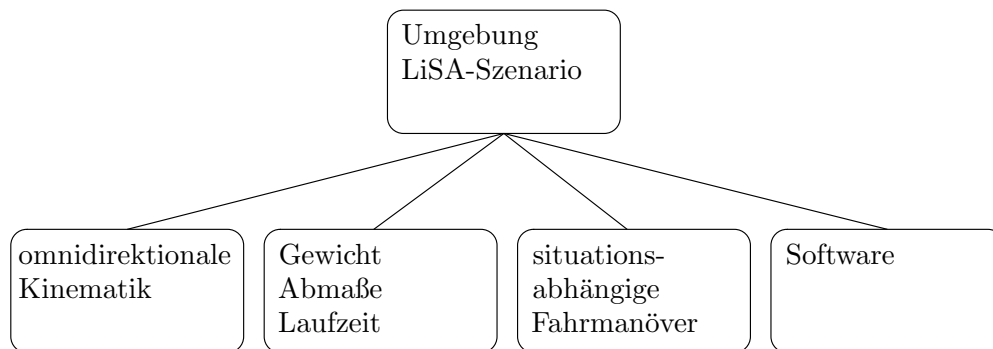 Umgebung
LiSA-Szenario
omnidirektionale
Kinematik
Gewicht
Abmaße
Laufzeit
situations-
abhängige
Fahrmanöver
Software